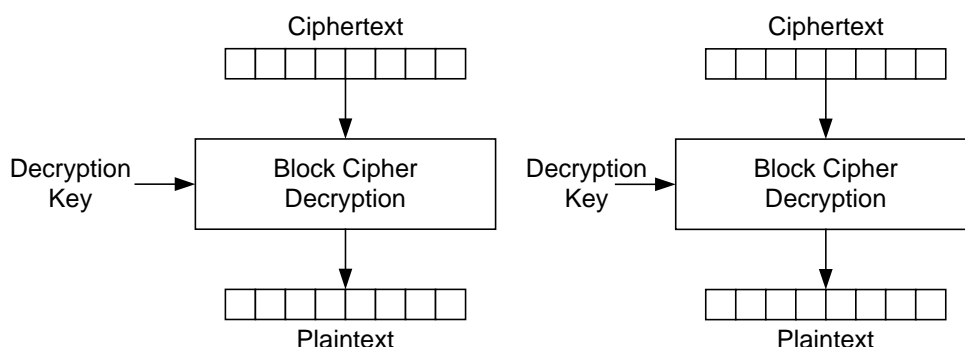 Ciphertext
Ciphertext
Decryption
Key
Block Cipher
Decryption
Decryption
Key
Block Cipher
Decryption
Plaintext
Plaintext